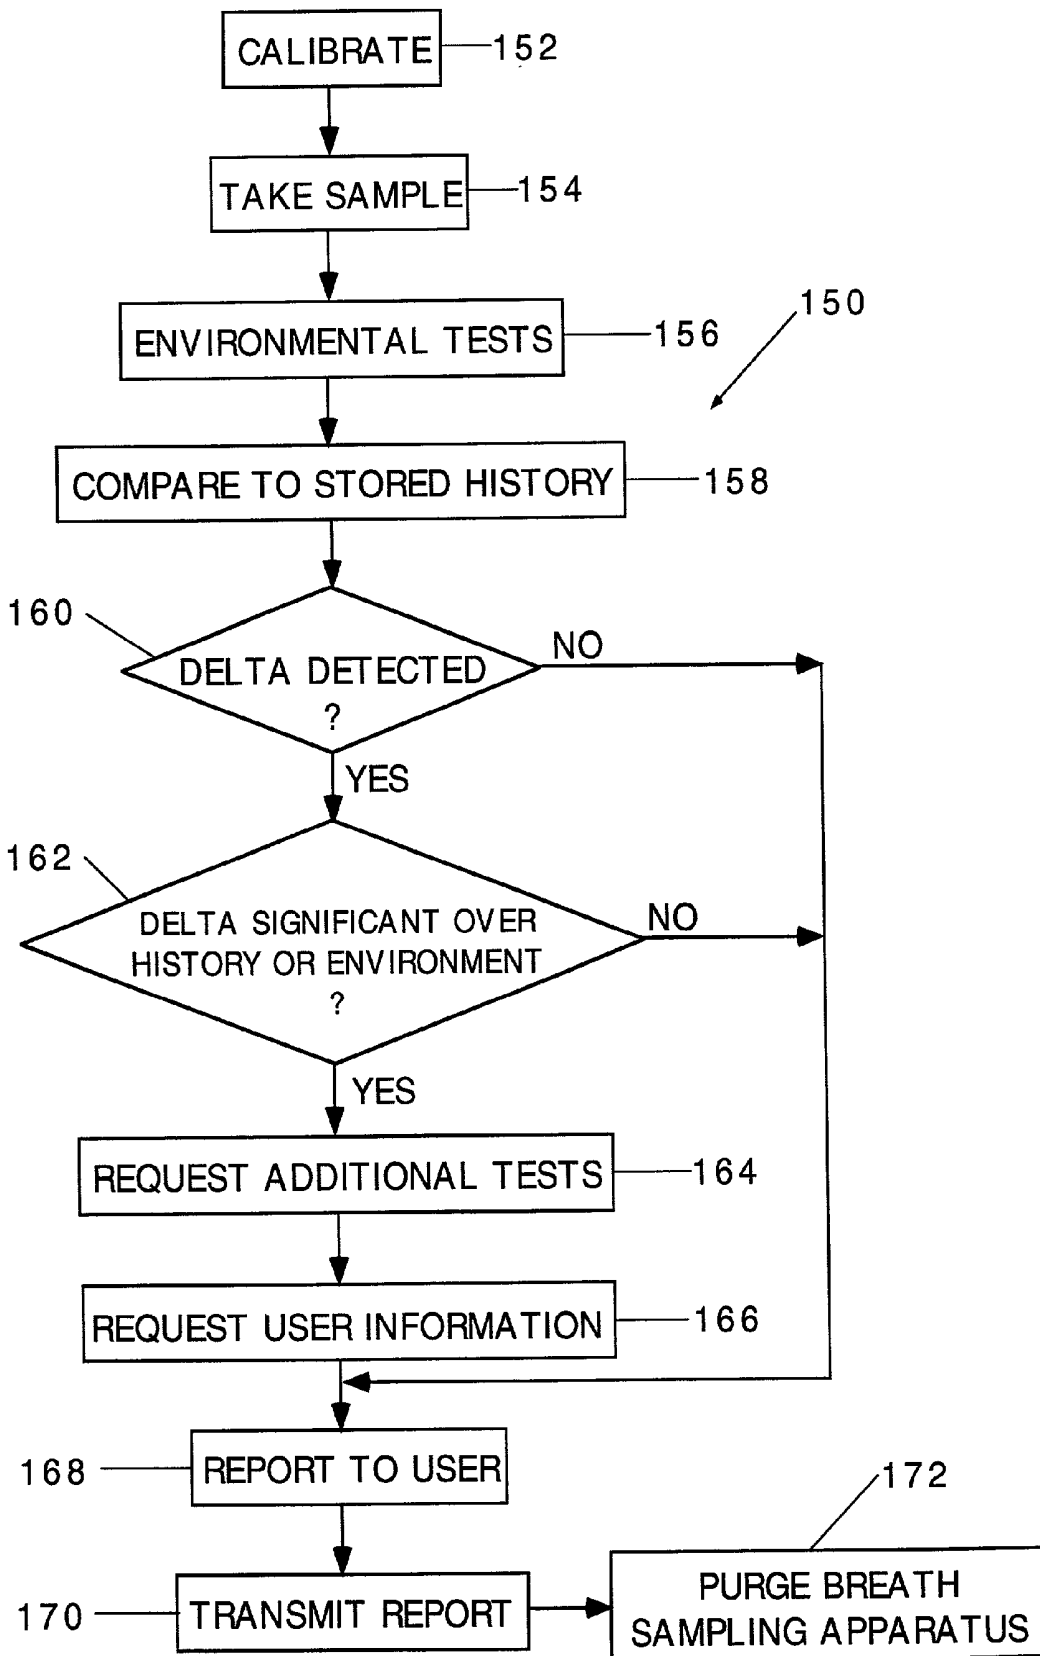 CALIBRATE 152
TAKE SAMPLE 154
ENVIRONMENTAL TESTS 156
150
COMPARE TO STORED HISTORY 158
160
DELTA DETECTED
?
NO
YES
162
DELTA SIGNIFICANT OVER
HISTORY OR ENVIRONMENT
?
NO
YES
REQUEST ADDITIONAL TESTS 164
REQUEST USER INFORMATION 166
168 REPORT TO USER
172
170 TRANSMIT REPORT
PURGE BREATH
SAMPLING APPARATUS